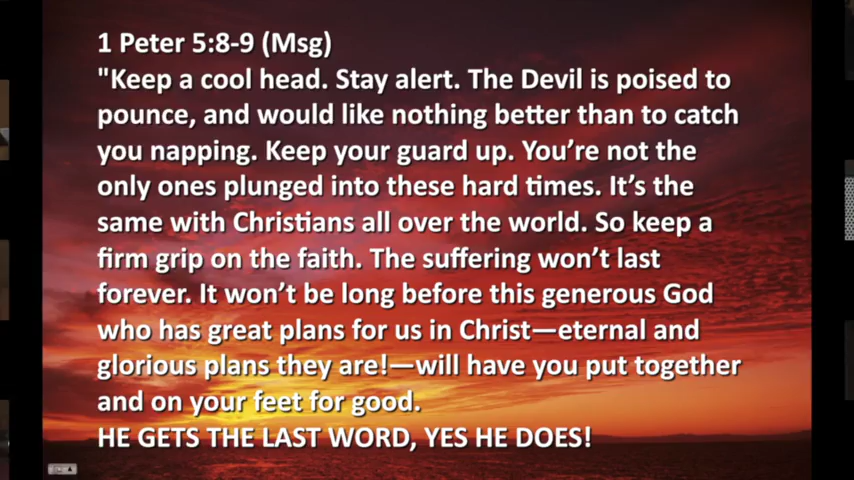 1 Peter 5:8-9 (Msg)
"Keep a cool head. Stay alert. The Devil is poised to
pounce, and would like nothing better than to catch
you napping. Keep your guard up. You’re not the
only ones plunged into these hard times. It’s the
same with Christians all over the world. So keep a
firm grip on the faith. The suffering won’t last
forever. It won’t be long before this generous God
who has great plans for us in Christ—eternal and
glorious plans they are!—will have you put together
and on your feet for good.
HE GETS THE LAST WORD, YES HE DOES!